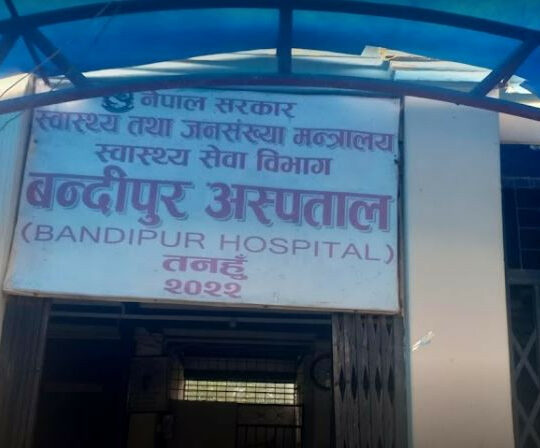 नेपाल सरकार
स्वास्थ्य तथा जनसंख्या मन्त्रालय
स्वास्थ्य सेवा विभाग
बन्दीपुर अस्पताल
(BANDIPUR HOSPITAL)
तनहुँ
२०२२